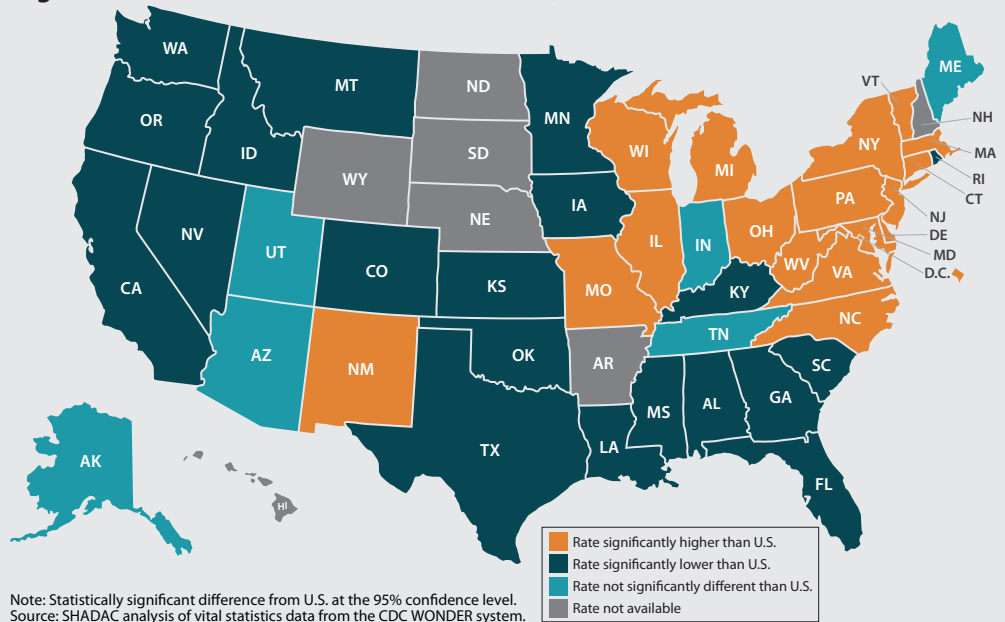 WA
MT
ND
MN
ME
VT
NH
OR
ID
SD
WI
MI
NY
MA
RI
CT
WY
NE
IA
PA
NJ
DE
MD
D.C.
NV
UT
CO
KS
IL
IN
OH
WV
VA
CA
MO
KY
NC
AZ
NM
OK
AR
TN
SC
MS
AL
GA
TX
LA
FL
AK
HI
Rate significantly higher than U.S.
Rate significantly lower than U.S.
Rate not significantly different than U.S.
Rate not available
Note: Statistically significant difference from U.S. at the 95% confidence level.
Source: SHADAC analysis of vital statistics data from the CDC WONDER system.